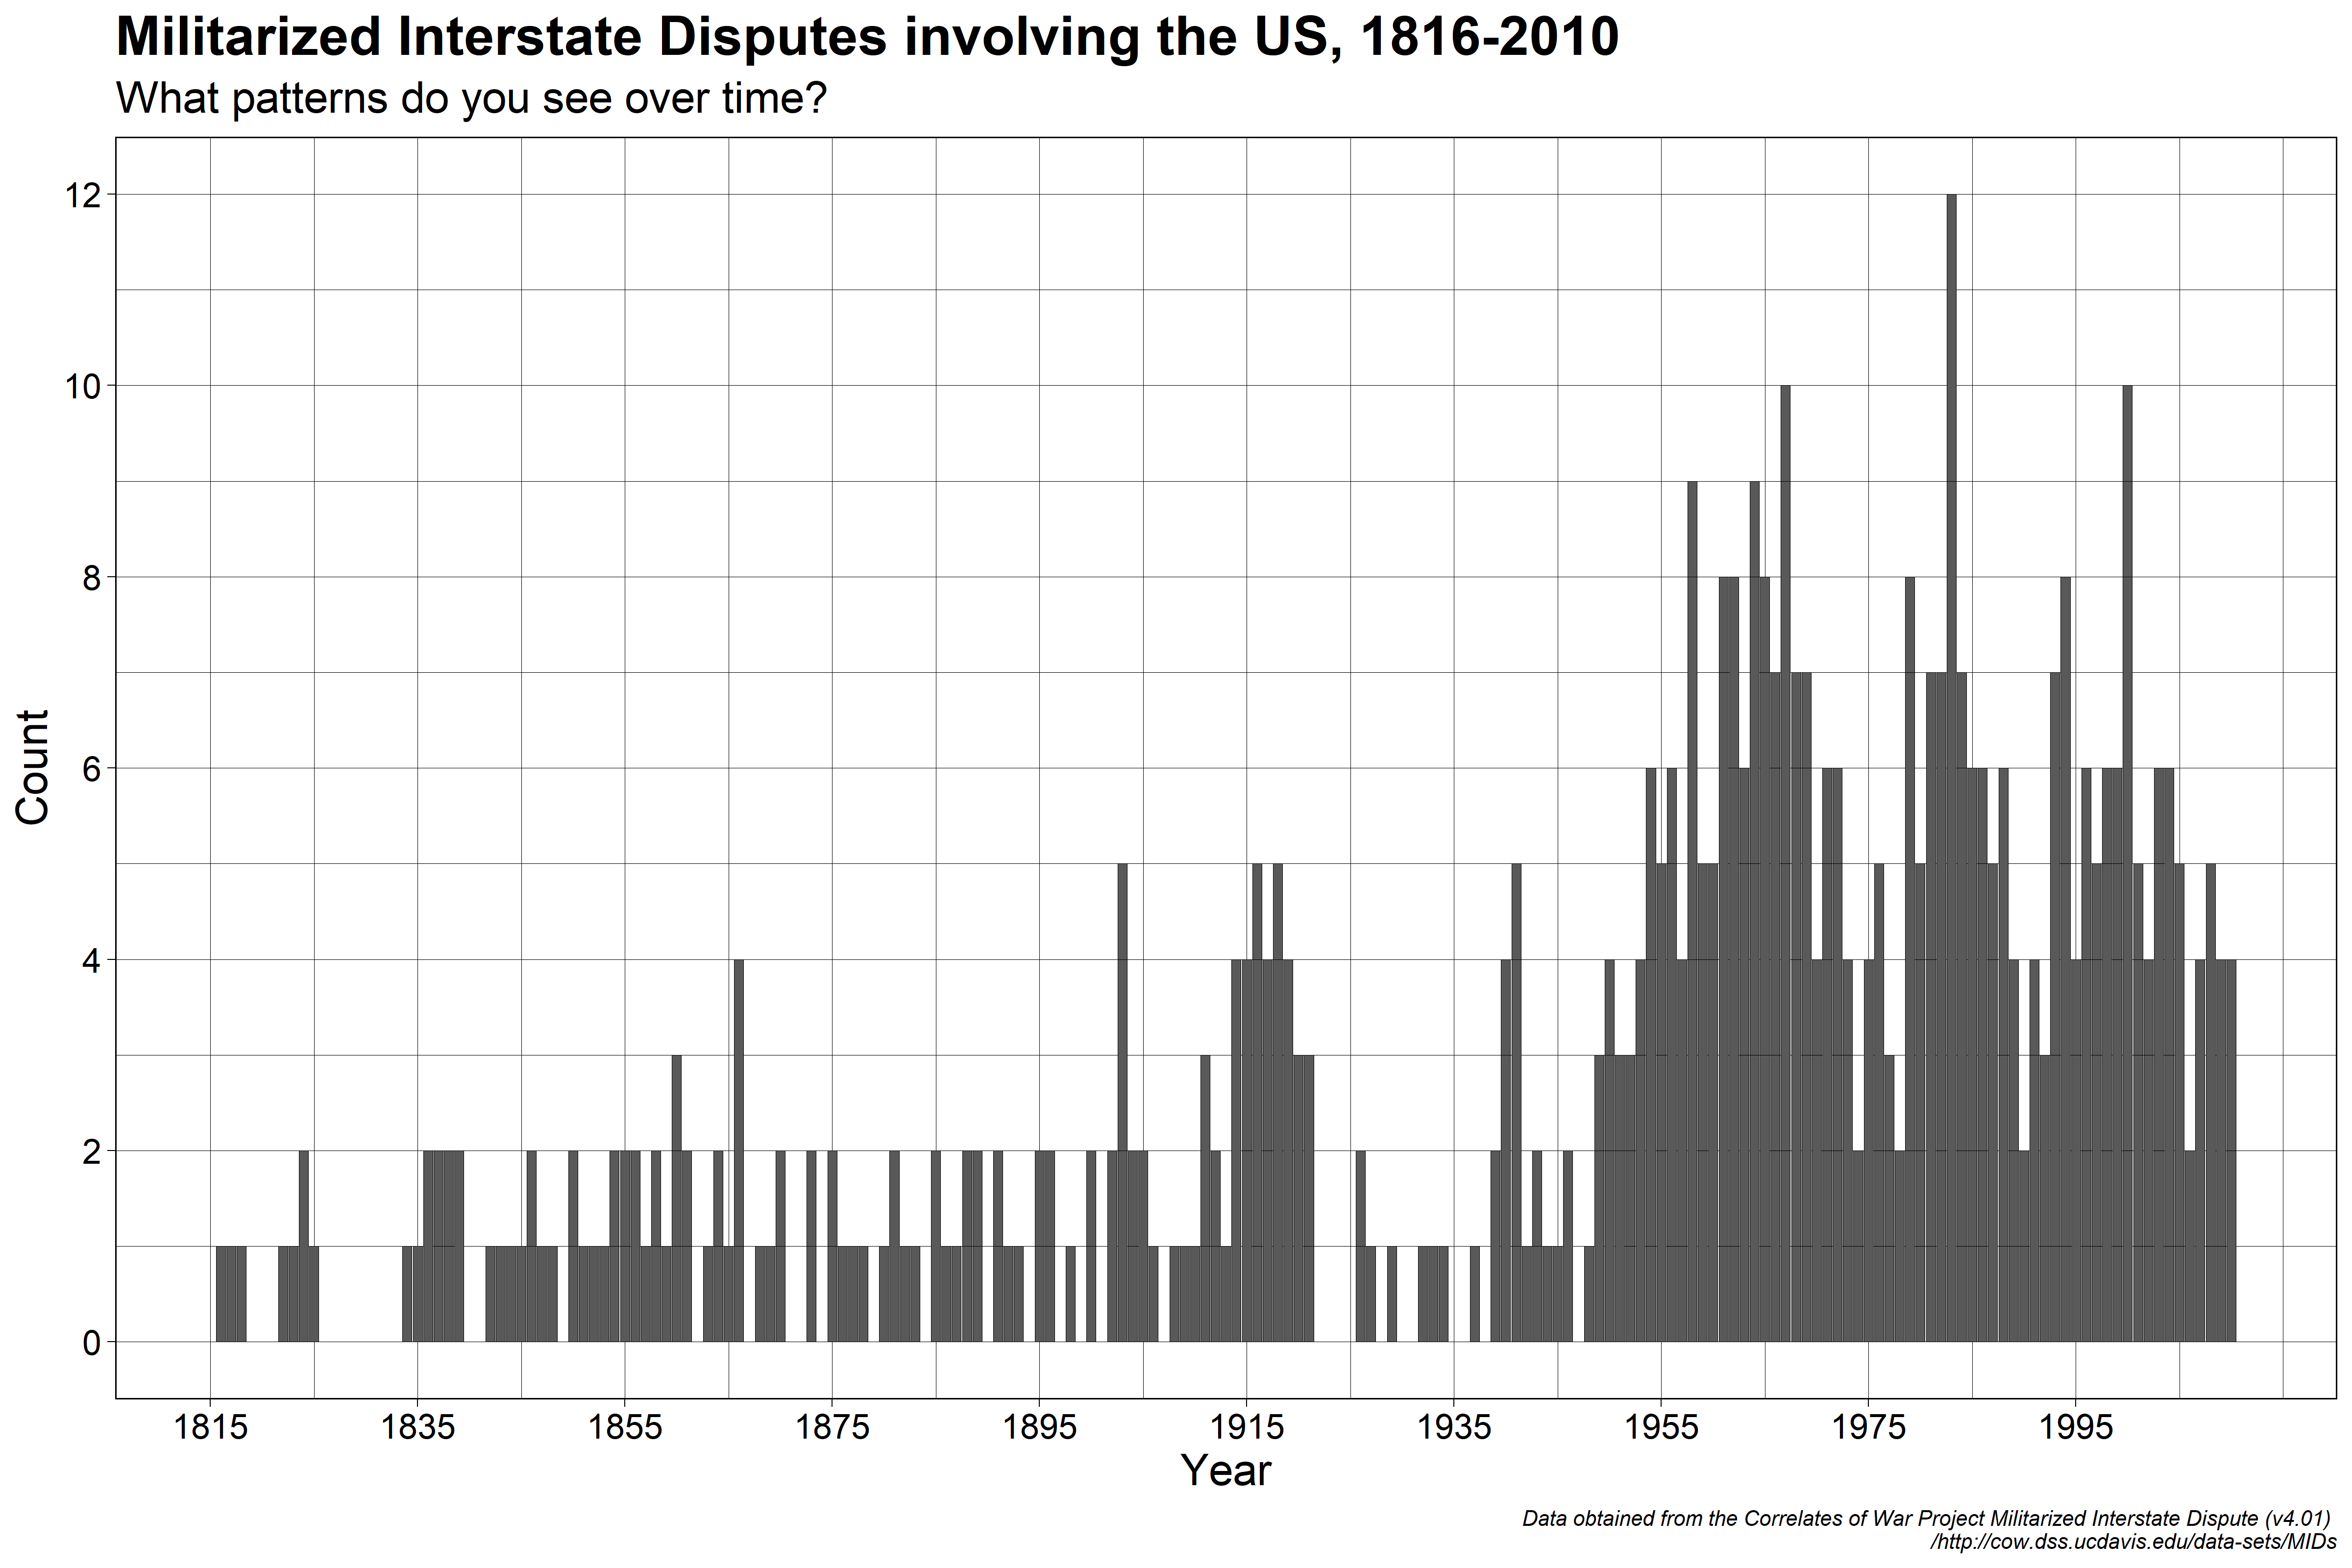 Militarized Interstate Disputes involving the US, 1816-2010
What patterns do you see over time?
12
10
8
6
4
2
0
Count
1815 1835 1855 1875 1895 1915 1935 1955 1975 1995
Year
Data obtained from the Correlates of War Project Militarized Interstate Dispute (v4.01)
/http://cow.dss.ucdavis.edu/data-sets/MIDs